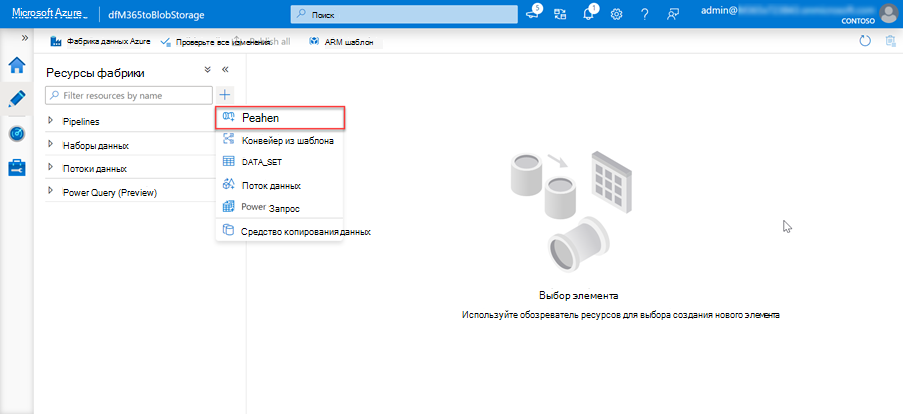 Microsoft Azure
dfM365toBlobStorage
Поиск
5
1
admin@
CONTOSO
Фабрика данных Azure
Проверьте все изменения
Publish all
ARM шаблон
Ресурсы фабрики
Filter resources by name
Pipelines
Наборы данных
Потоки данных
Power Query (Preview)
Peahen
Конвейер из шаблона
DATA_SET
Поток данных
Power Запрос
Средство копирования данных
Выбор элемента
Используйте обозреватель ресурсов для выбора создания нового элемента